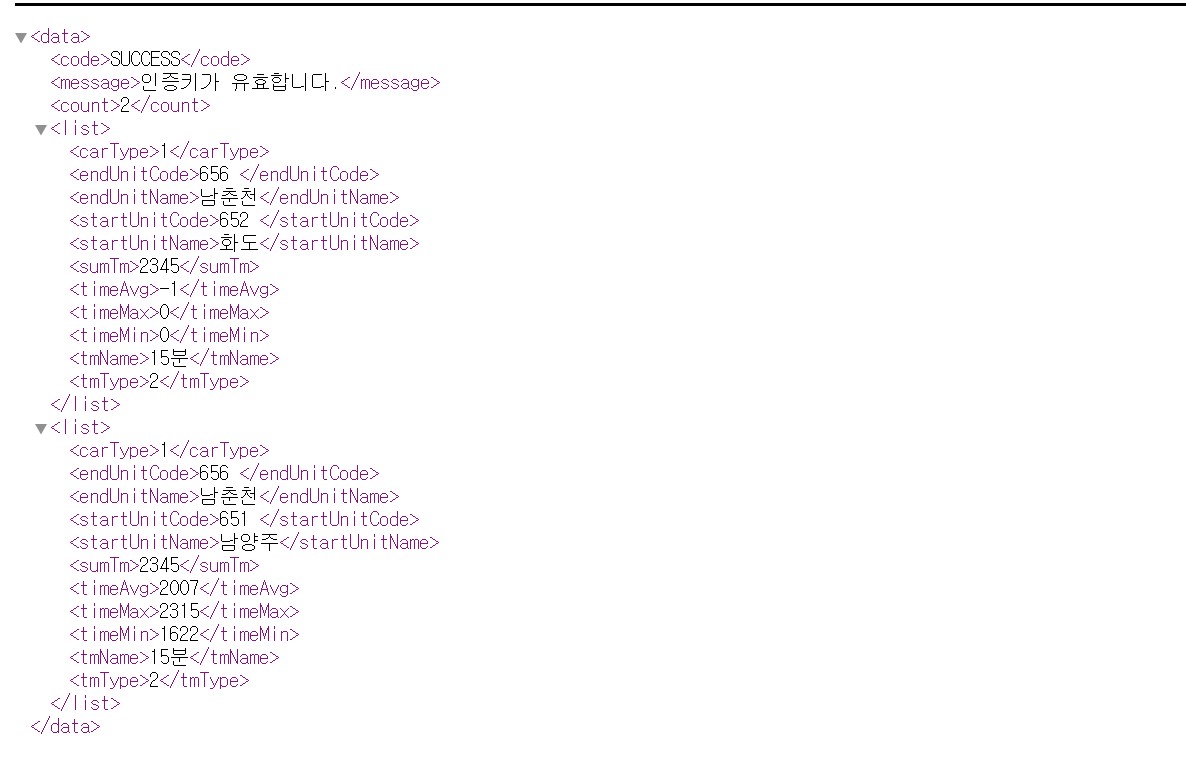 <data>
<code>SUCCESS</code>
<message>인증키가 유효합니다.</message>
<count>2</count>
<list>
<carType>1</carType>
<endUnitCode>656 </endUnitCode>
<endUnitName>남춘천</endUnitName>
<startUnitCode>652 </startUnitCode>
<startUnitName>화도</startUnitName>
<sumTm>2345</sumTm>
<timeAvg>-1</timeAvg>
<timeMax>0</timeMax>
<timeMin>0</timeMin>
<tmName>15분</tmName>
<tmType>2</tmType>
</list>
<list>
<carType>1</carType>
<endUnitCode>656 </endUnitCode>
<endUnitName>남춘천</endUnitName>
<startUnitCode>651 </startUnitCode>
<startUnitName>남양주</startUnitName>
<sumTm>2345</sumTm>
<timeAvg>2007</timeAvg>
<timeMax>2315</timeMax>
<timeMin>1622</timeMin>
<tmName>15분</tmName>
<tmType>2</tmType>
</list>
</data>